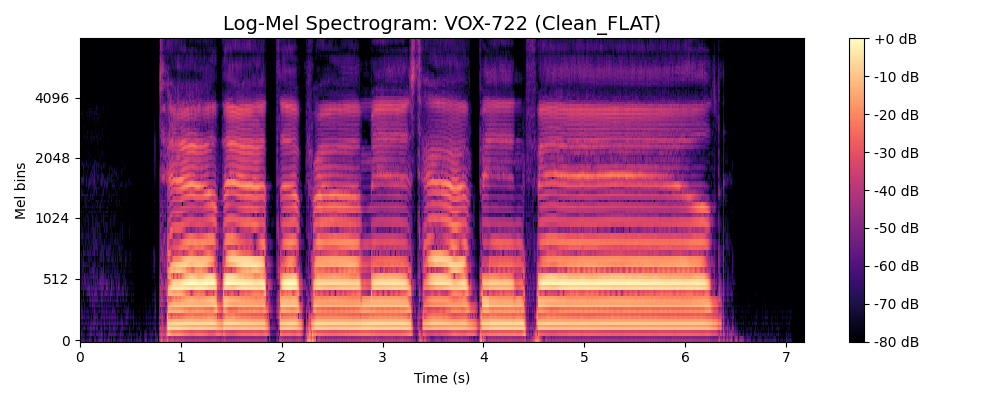 Log-Mel Spectrogram: VOX-722 (Clean_FLAT)
Mel bins
4096
2048
1024
512
0
0 1 2 3 4 5 6 7
Time (s)
+0 dB
-10 dB
-20 dB
-30 dB
-40 dB
-50 dB
-60 dB
-70 dB
-80 dB